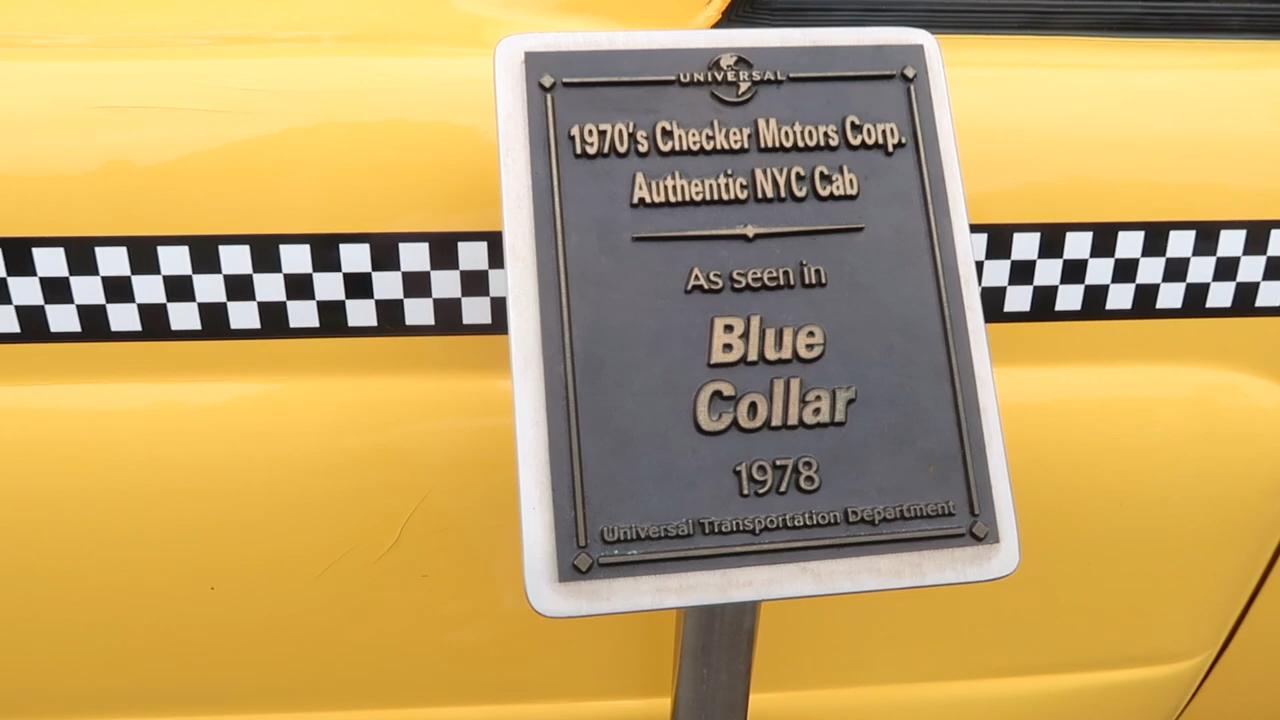 UNIVERSAL
1970's Checker Motors Corp.
Authentic NYC Cab
As seen in
Blue
Collar
1978
Universal Transportation Department